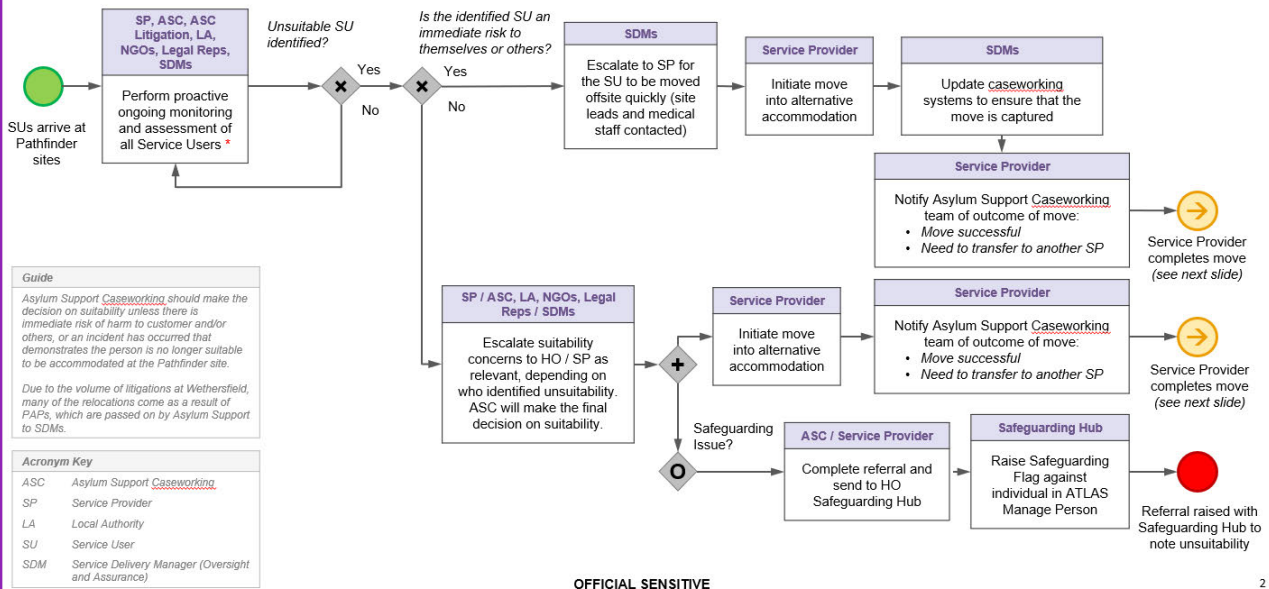 SP, ASC, ASC
Litigation, LA,
NGOs, Legal Reps,
SDMs
Perform proactive
ongoing monitoring
and assessment of
all Service Users *
SUs arrive at
Pathfinder
sites
Unsuitable SU
identified?
Yes
No
Is the identified SU an
immediate risk to
themselves or others?
Yes
No
SDMs
Escalate to SP for
the SU to be moved
offsite quickly (site
leads and medical
staff contacted)
Service Provider
Initiate move
into alternative
accommodation
SDMs
Update caseworking
systems to ensure that the
move is captured
Service Provider
Notify Asylum Support Caseworking
team of outcome of move:
• Move successful
• Need to transfer to another SP
Service Provider
completes move
(see next slide)
SP / ASC, LA, NGOs, Legal
Reps / SDMs
Escalate suitability
concerns to HO / SP as
relevant, depending on
who identified unsuitability.
ASC will make the final
decision on suitability.
Service Provider
Initiate move
into alternative
accommodation
Service Provider
Notify Asylum Support Caseworking
team of outcome of move:
• Move successful
• Need to transfer to another SP
Service Provider
completes move
(see next slide)
Safeguarding
Issue?
O
ASC / Service Provider
Complete referral and
send to HO
Safeguarding Hub
Safeguarding Hub
Raise Safeguarding
Flag against
individual in ATLAS
Manage Person
Referral raised with
Safeguarding Hub to
note unsuitability
Guide
Asylum Support Caseworking should make the
decision on suitability unless there is
immediate risk of harm to customer and/or
others, or an incident has occurred that
demonstrates the person is no longer suitable
to be accommodated at the Pathfinder site.
Due to the volume of litigations at Wethersfield,
many of the relocations come as a result of
PAPs, which are passed on by Asylum Support
to SDMs.
Acronym Key
ASC Asylum Support Caseworking
SP Service Provider
LA Local Authority
SU Service User
SDM Service Delivery Manager (Oversight
and Assurance)
OFFICIAL SENSITIVE
2